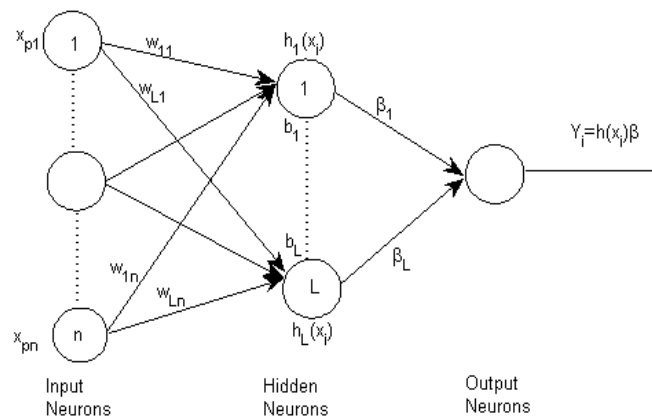 x_p1
1
w_11
w_L1
h_1(x_i)
1
b_1
β_1
Y_i=h(x_i)β
b_L
w_1n
w_Ln
L
β_L
x_pn
n
h_L(x_i)
Input
Neurons
Hidden
Neurons
Output
Neurons